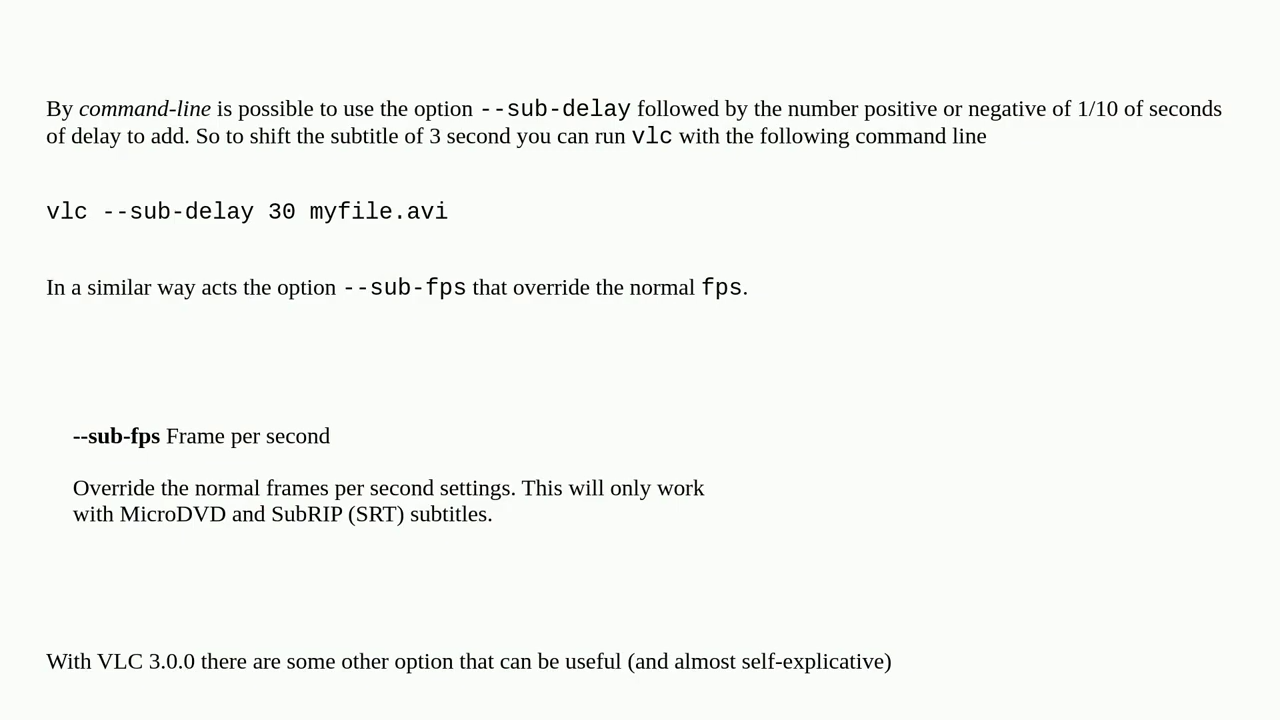 By command-line is possible to use the option --sub-delay followed by the number positive or negative of 1/10 of seconds
of delay to add. So to shift the subtitle of 3 second you can run vlc with the following command line
vlc --sub-delay 30 myfile.avi
In a similar way acts the option --sub-fps that override the normal fps.
--sub-fps Frame per second
Override the normal frames per second settings. This will only work
with MicroDVD and SubRIP (SRT) subtitles.
With VLC 3.0.0 there are some other option that can be useful (and almost self-explicative)